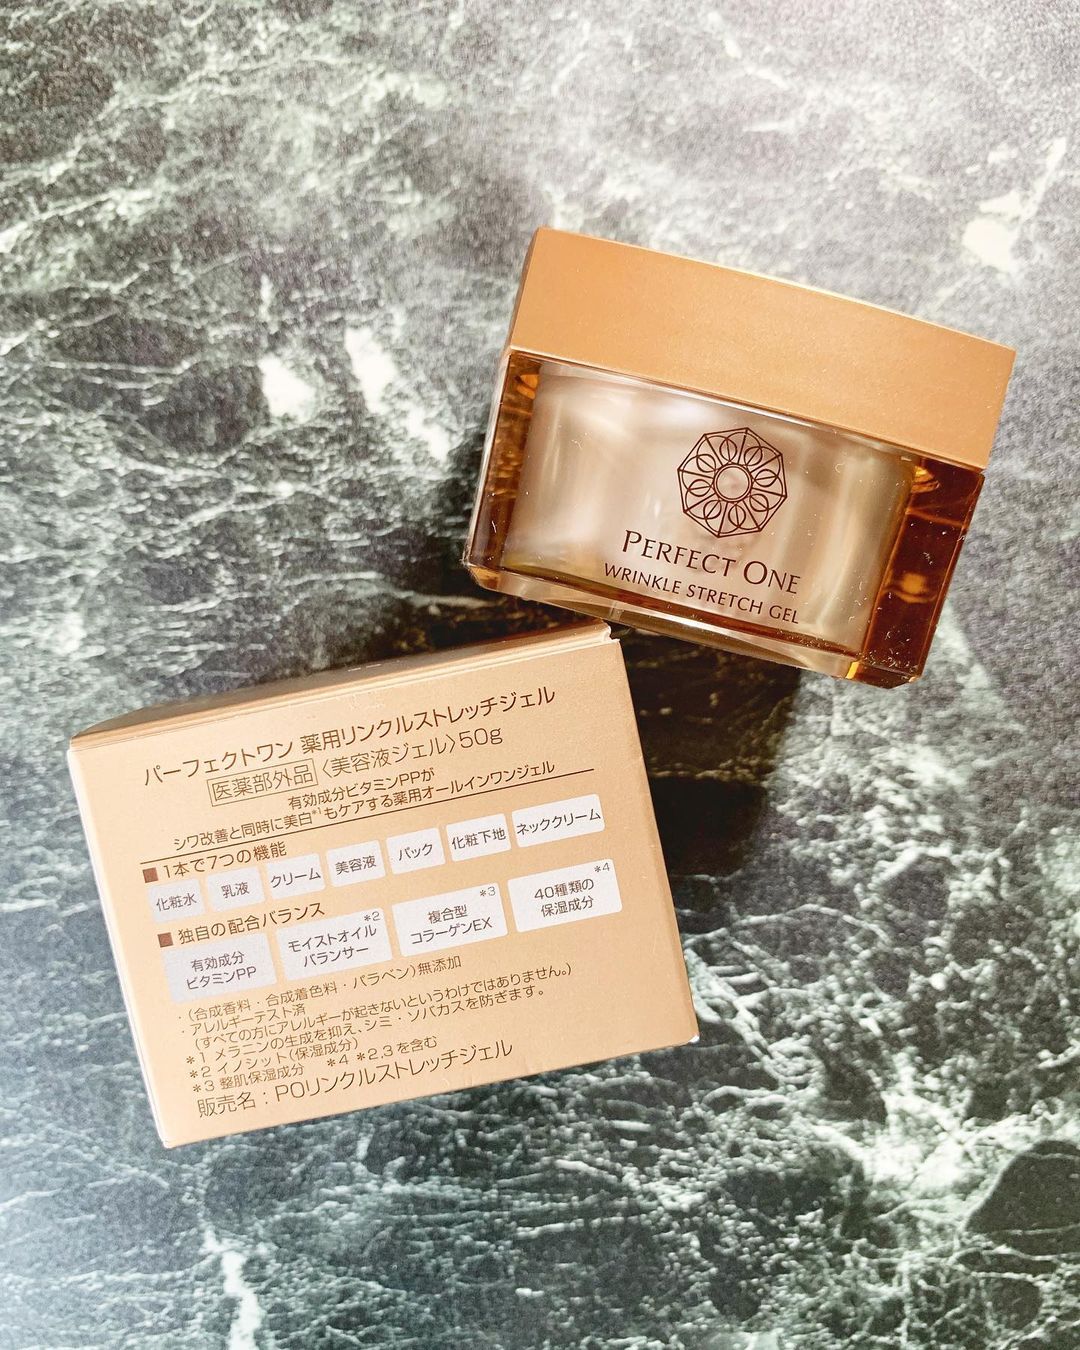 PERFECT ONE
WRINKLE STRETCH GEL
パーフェクトワン 薬用リンクルストレッチジェル
医薬部外品 〈美容液ジェル〉50g
有効成分ビタミンPPが
シワ改善と同時に美白*1もケアする薬用オールインワンジェル
■ 1本で7つの機能
化粧水 乳液 クリーム 美容液 パック 化粧下地 ネッククリーム
■ 独自の配合バランス
有効成分
ビタミンPP
モイストオイル*2
バランサー
複合型*3
コラーゲンEX
40種類の*4
保湿成分
・(合成香料・合成着色料・パラベン)無添加
・アレルギーテスト済
(すべての方にアレルギーが起きないというわけではありません。)
*1 メラニンの生成を抑え、シミ・ソバカスを防ぎます。
*2 イノシット(保湿成分)
*3 整肌保湿成分 *4 *2,3を含む
販売名：POリンクルストレッチジェル